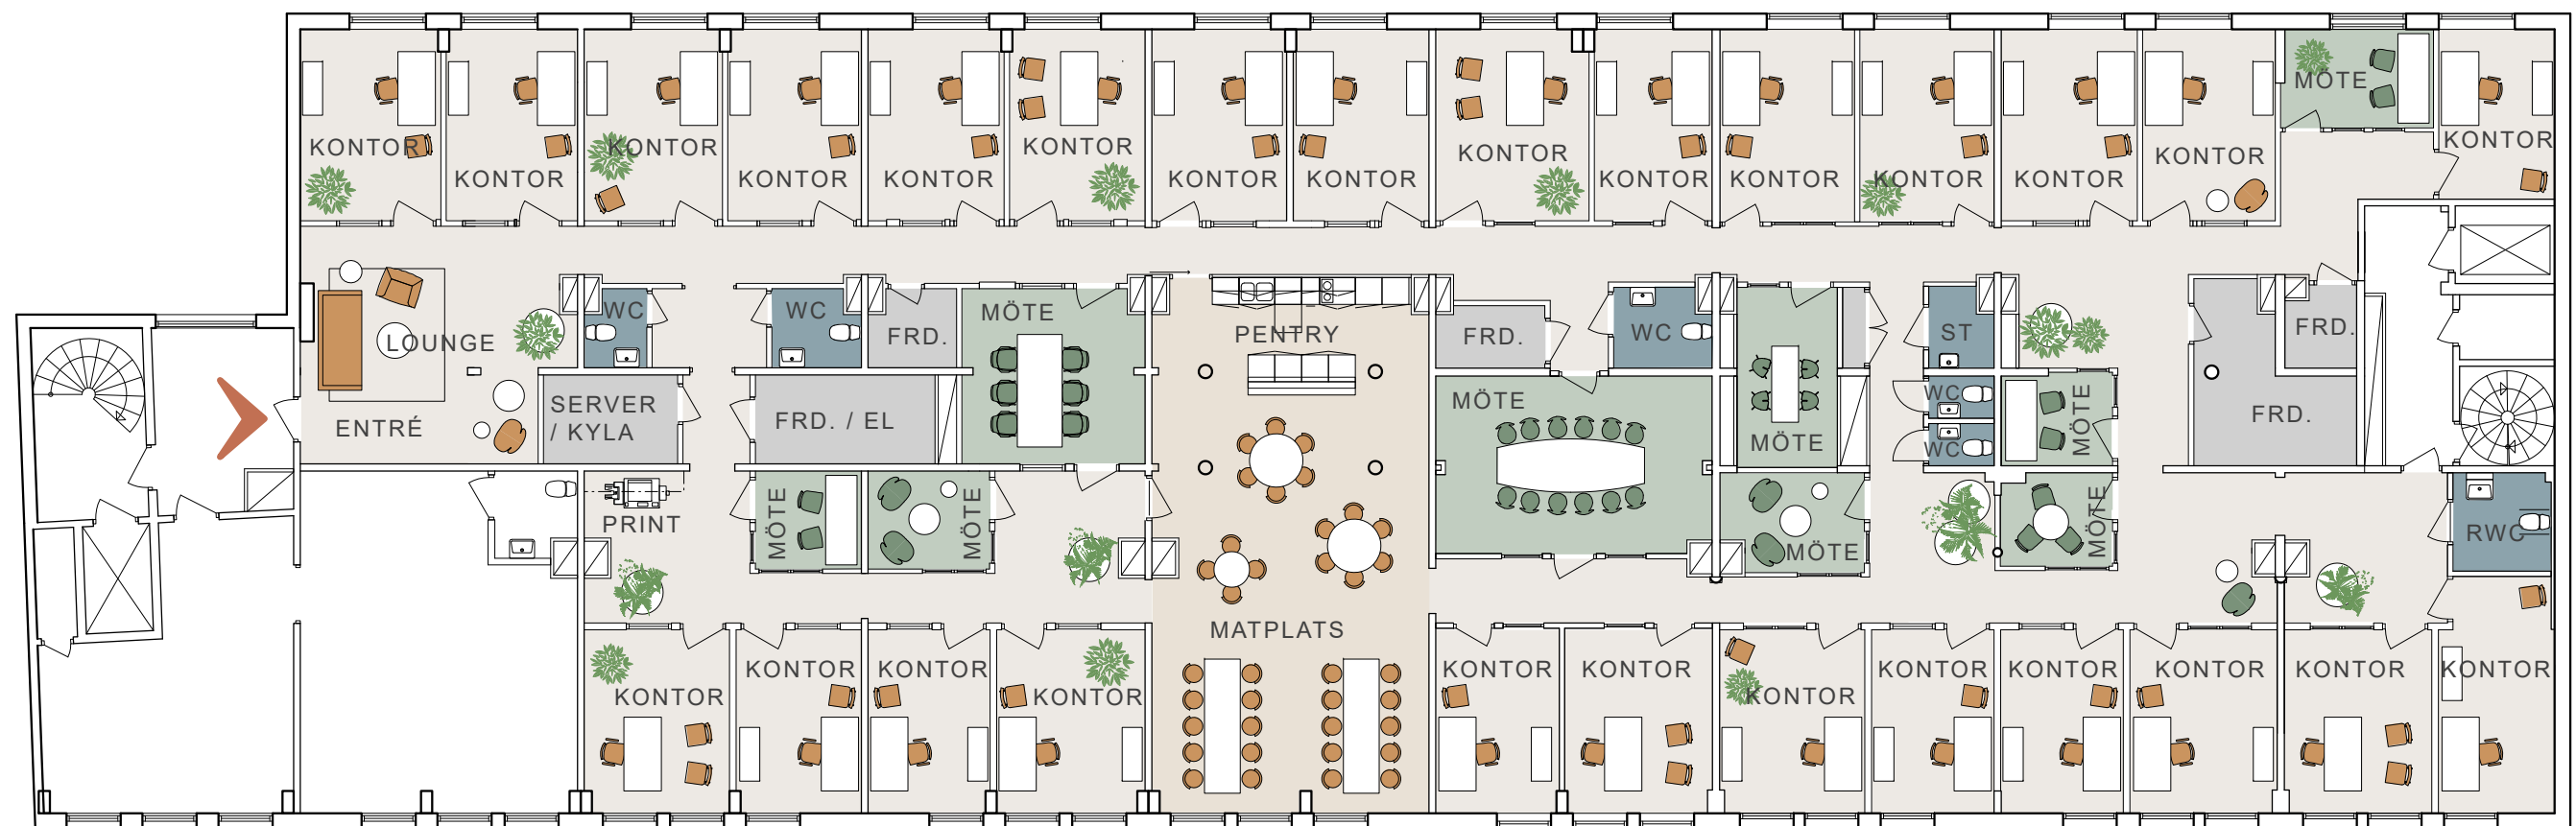 KONTOR
KONTOR
KONTOR
KONTOR
KONTOR
KONTOR
KONTOR
KONTOR
KONTOR
KONTOR
KONTOR
KONTOR
KONTOR
KONTOR
MÖTE
KONTOR
LOUNGE
ENTRÉ
WC
SERVER
/ KYLA
WC
FRD.
FRD. / EL
MÖTE
PENTRY
FRD.
WC
MÖTE
MÖTE
ST
WC
WC
MÖTE
FRD.
FRD.
PRINT
MÖTE
MÖTE
MATPLATS
MÖTE
MÖTE
RWC
KONTOR
KONTOR
KONTOR
KONTOR
KONTOR
KONTOR
KONTOR
KONTOR
KONTOR
KONTOR
KONTOR
KONTOR